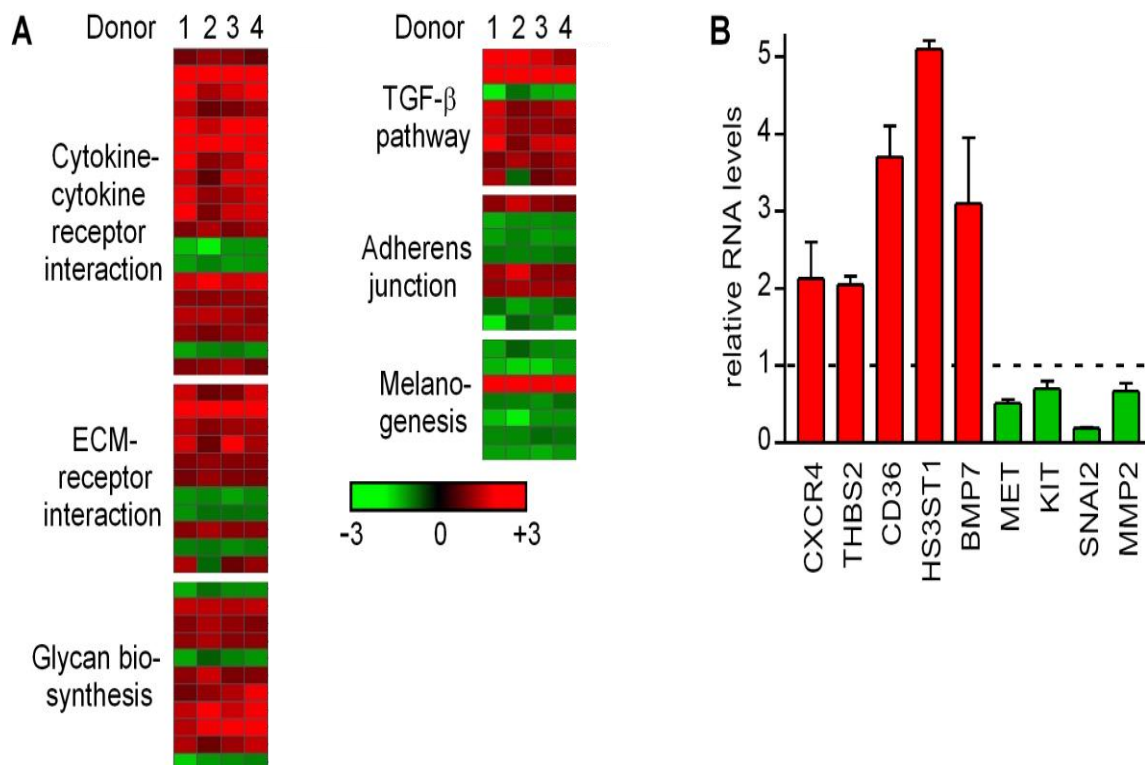 A
Donor
1 2 3 4
Cytokine-
cytokine
receptor
interaction
ECM-
receptor
interaction
Glycan bio-
synthesis
Donor
1 2 3 4
TGF-β
pathway
Adherens
junction
Melano-
genesis
-3 0 +3
B
relative RNA levels
5
4
3
2
1
0
CXCR4
THBS2
CD36
HS3ST1
BMP7
MET
KIT
SNAI2
MMP2